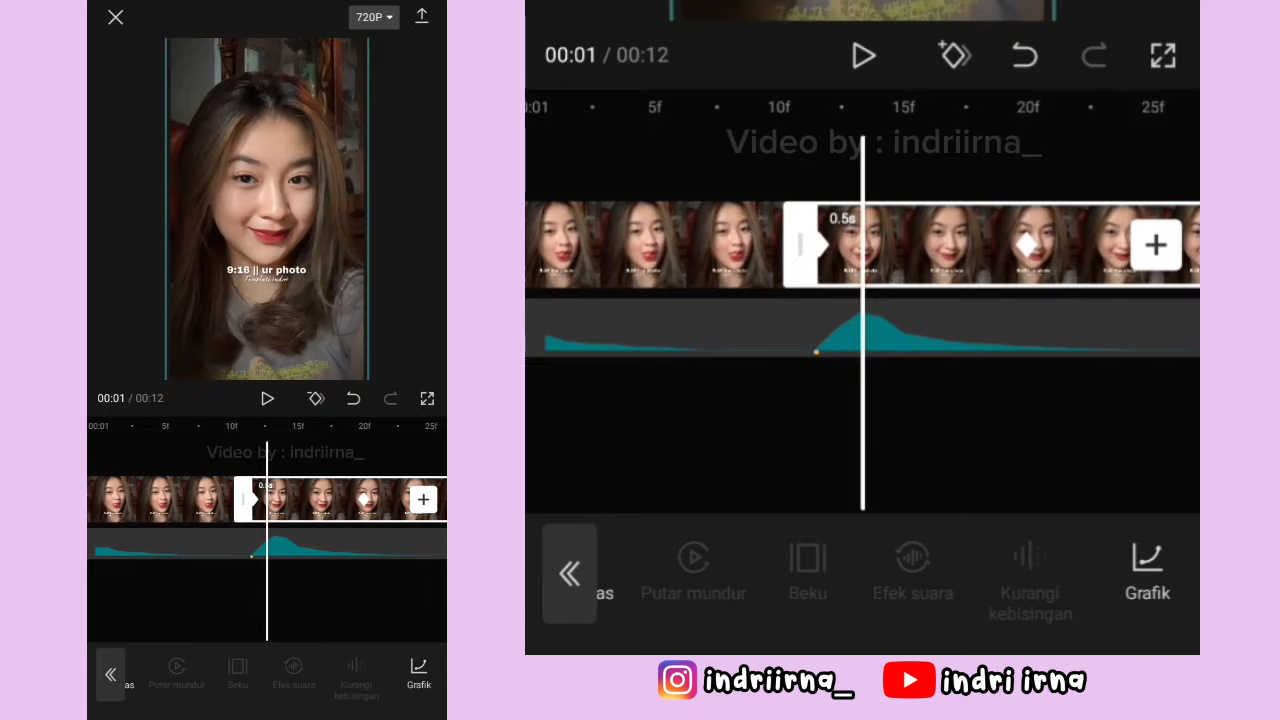 720P
9:16 || ur photo
Template indri
00:01 / 00:12
00:01 5f 10f 15f 20f 25f
Video by : indriirna_
0.5s
as Putar mundur Beku Efek suara Kurangi kebisingan Grafik
00:01 / 00:12
0:01 5f 10f 15f 20f 25f
Video by : indriirna_
0.5s
as Putar mundur Beku Efek suara Kurangi kebisingan Grafik
indriirna_ indri irna